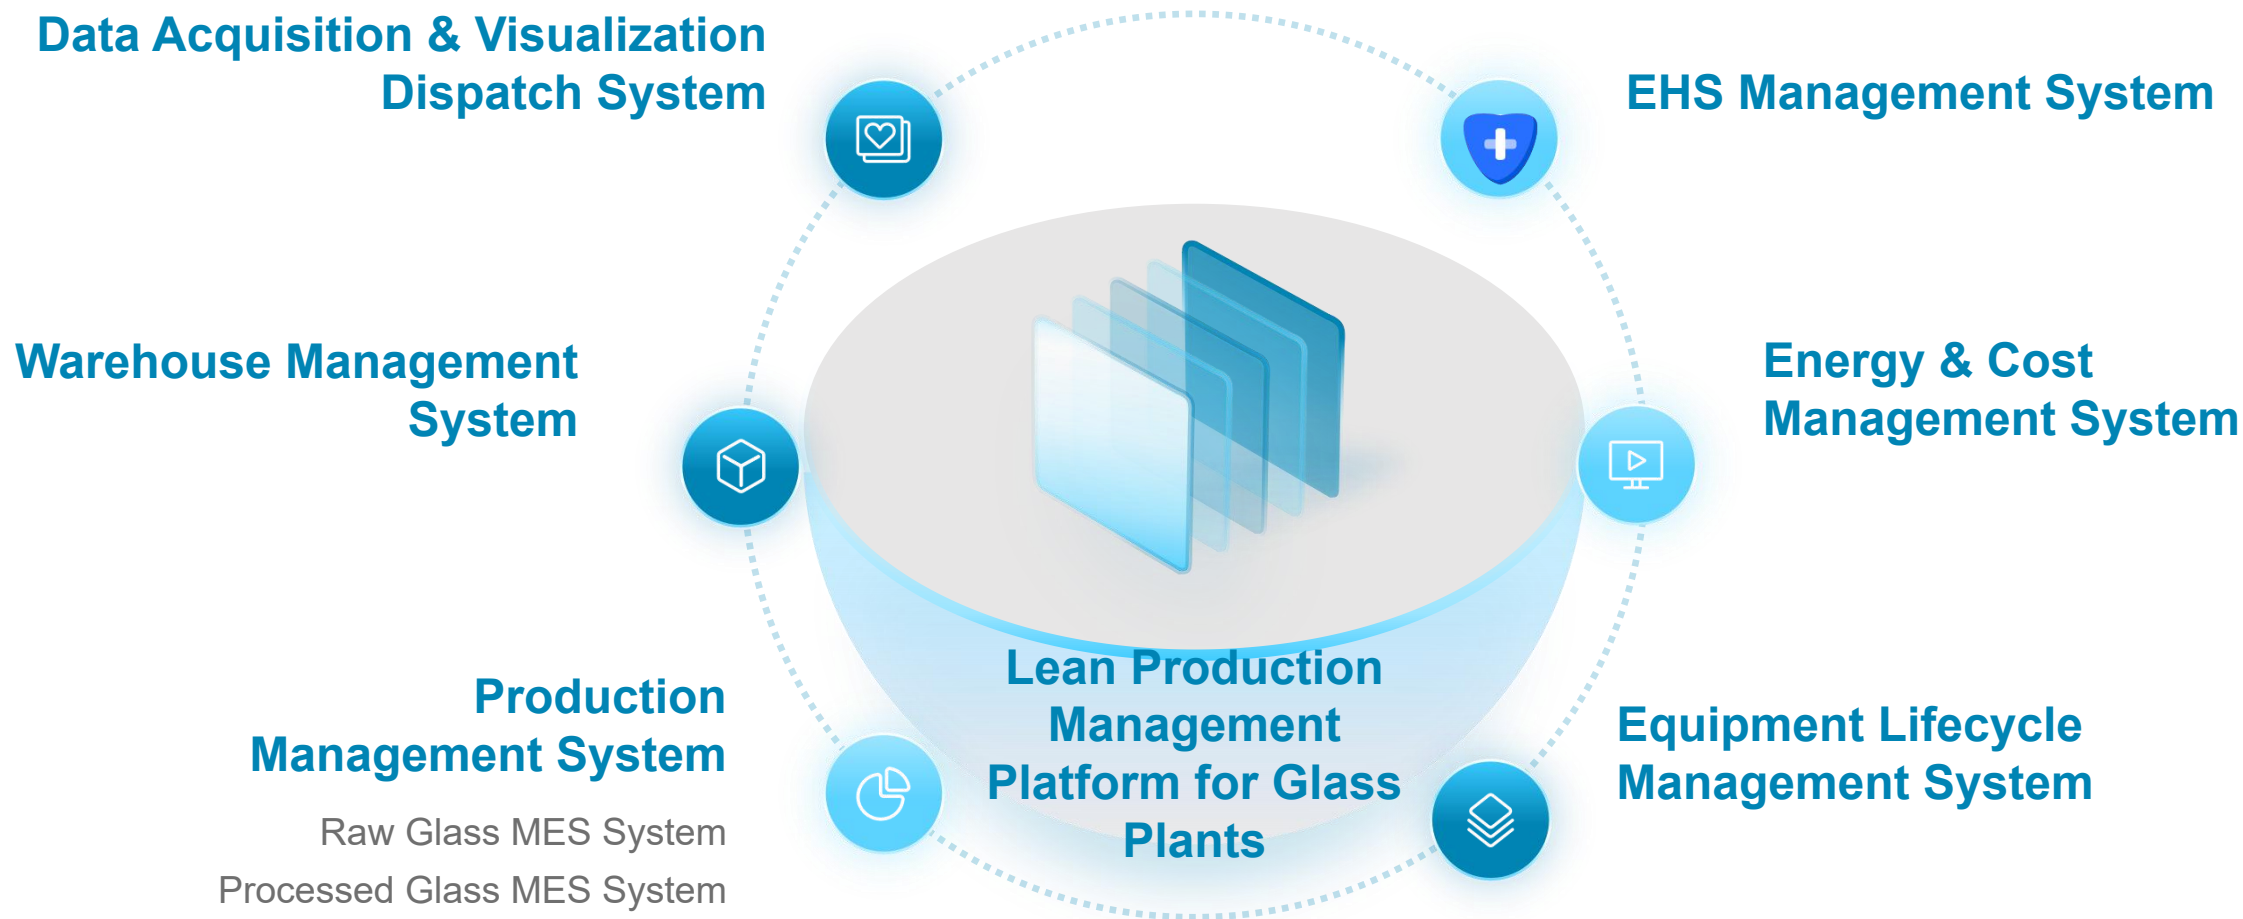 Data Acquisition & Visualization
Dispatch System
EHS Management System
Warehouse Management
System
Energy & Cost
Management System
Production
Management System
Raw Glass MES System
Processed Glass MES System
Lean Production
Management
Platform for Glass
Plants
Equipment Lifecycle
Management System